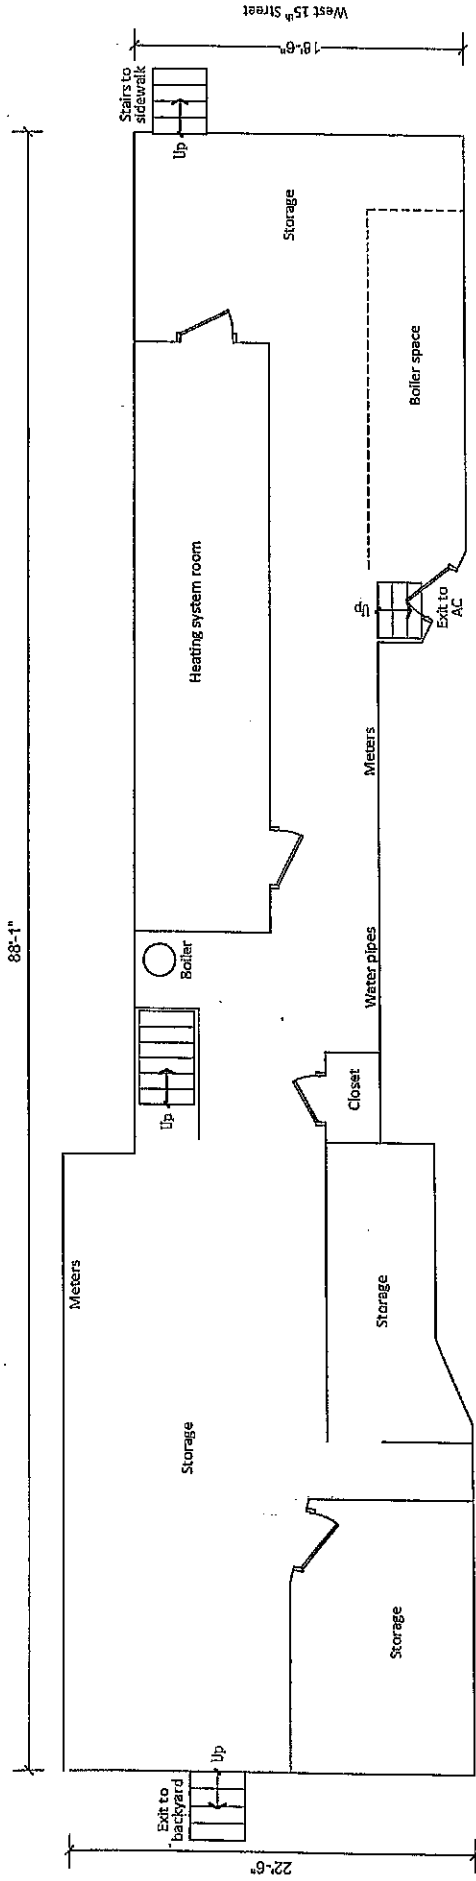 88'-1"
West 15th Street
18'-6"
Stairs to
sidewalk
Up
Storage
Boiler space
Heating system room
Up
Exit to
AC
Meters
Boiler
Water pipes
Up
Closet
Meters
Storage
Storage
Storage
Up
Exit to
backyard
22'-6"